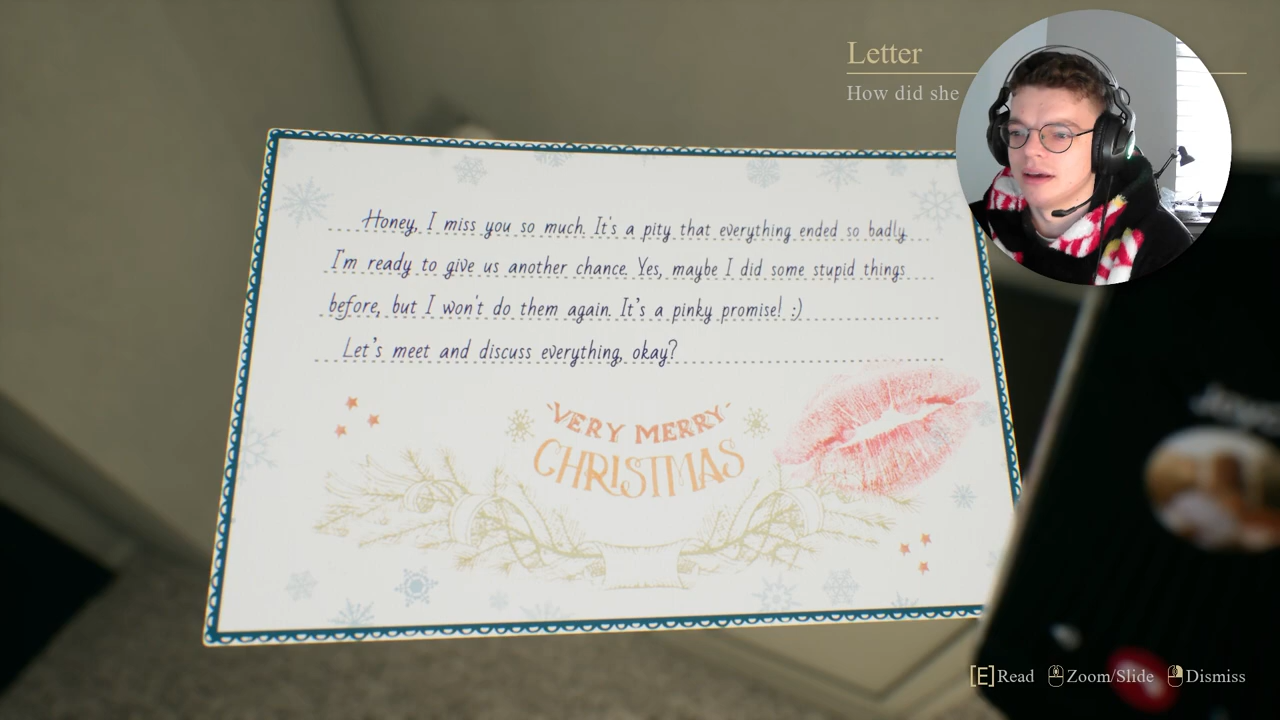 Letter
How did she
Honey, I miss you so much. It's a pity that everything ended so badly.
I'm ready to give us another chance. Yes, maybe I did some stupid things
before, but I won't do them again. It's a pinky promise! :)
Let's meet and discuss everything, okay?
VERY MERRY
CHRISTMAS
[E]Read Zoom/Slide Dismiss